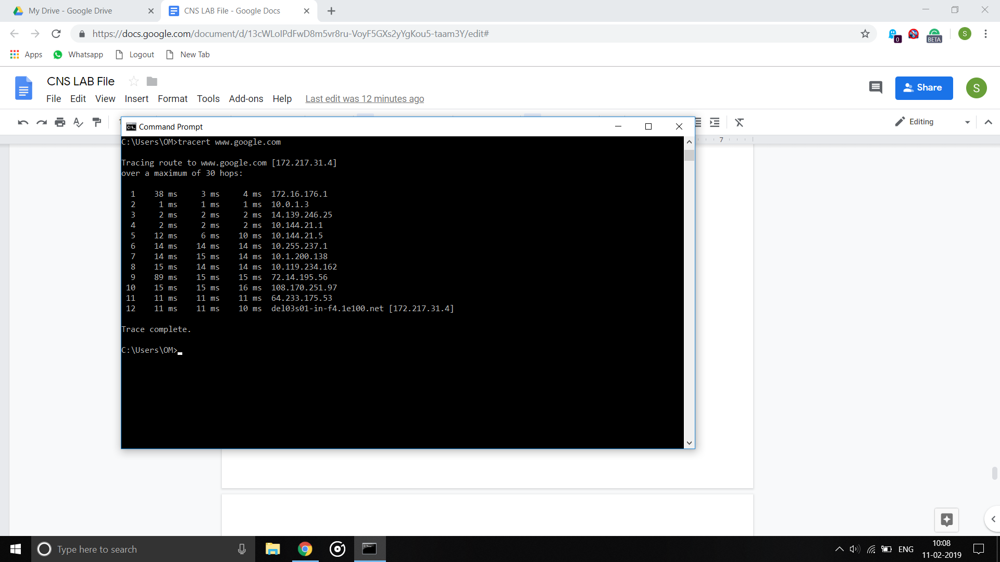 My Drive - Google Drive
CNS LAB File - Google Docs
https://docs.google.com/document/d/13cWLoIPdFwD8m5vr8ru-VoyF5GXs2yYgKou5-taam3Y/edit#
0
BETA
S
Apps
Whatsapp
Logout
New Tab
CNS LAB File
File Edit View Insert Format Tools Add-ons Help Last edit was 12 minutes ago
Share
S
Editing
7
Command Prompt
C:\Users\OM>tracert www.google.com
Tracing route to www.google.com [172.217.31.4]
over a maximum of 30 hops:
1 38 ms 3 ms 4 ms 172.16.176.1
2 1 ms 1 ms 1 ms 10.0.1.3
3 2 ms 2 ms 2 ms 14.139.246.25
4 2 ms 2 ms 2 ms 10.144.21.1
5 12 ms 6 ms 10 ms 10.144.21.5
6 14 ms 14 ms 14 ms 10.255.237.1
7 14 ms 15 ms 14 ms 10.1.200.138
8 15 ms 14 ms 14 ms 10.119.234.162
9 89 ms 15 ms 15 ms 72.14.195.56
10 15 ms 15 ms 16 ms 108.170.251.97
11 11 ms 11 ms 11 ms 64.233.175.53
12 11 ms 11 ms 10 ms del03s01-in-f4.1e100.net [172.217.31.4]
Trace complete.
C:\Users\OM>
Type here to search
ENG
10:08
11-02-2019